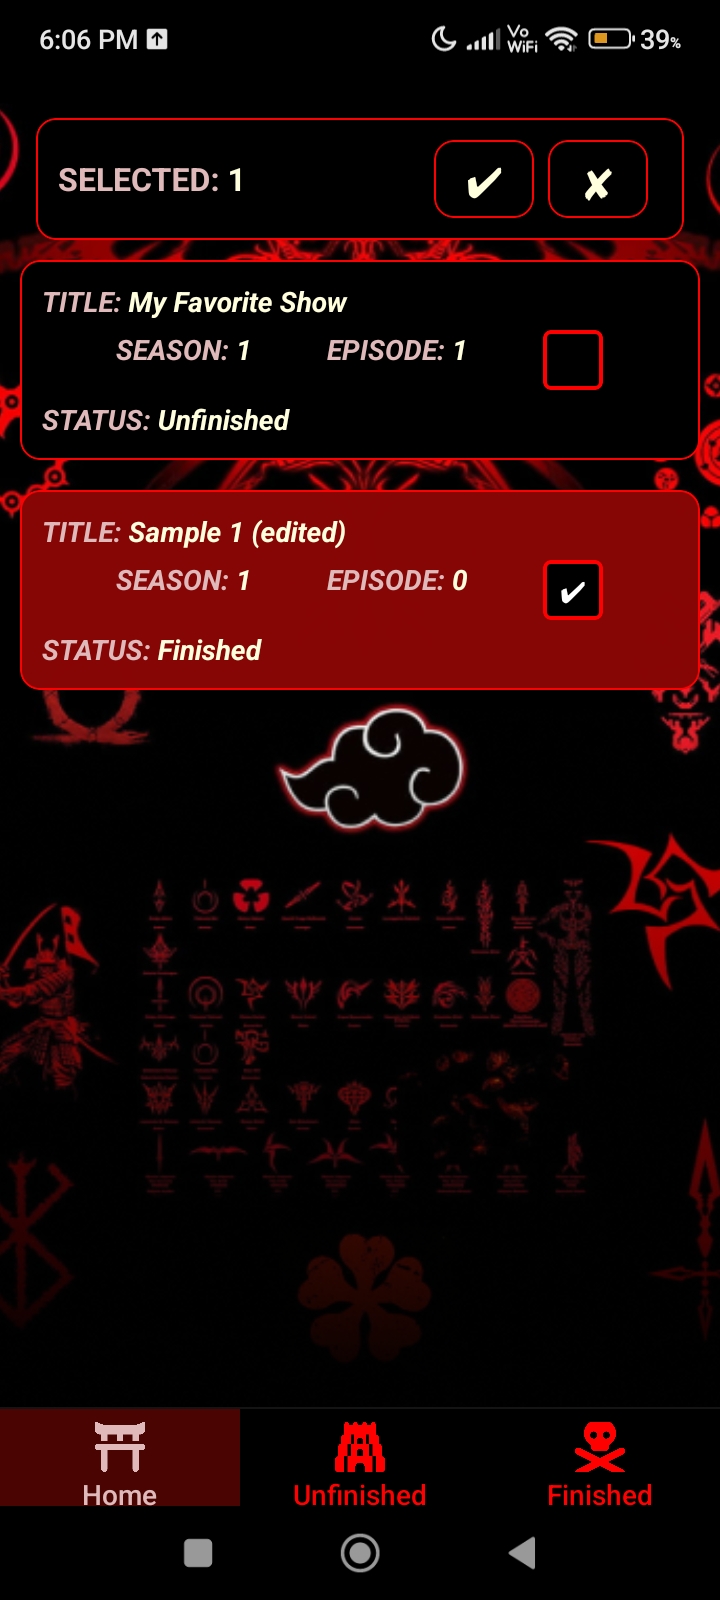 6:06 PM Vo WiFi 39%
SELECTED: 1 ✔ ✘
TITLE: My Favorite Show
SEASON: 1 EPISODE: 1
STATUS: Unfinished
TITLE: Sample 1 (edited)
SEASON: 1 EPISODE: 0 ✔
STATUS: Finished
Home Unfinished Finished